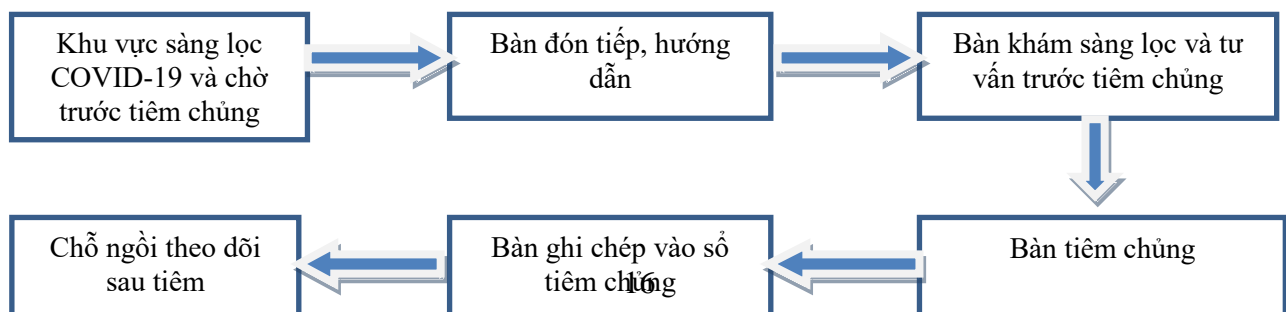 Khu vực sàng lọc
COVID-19 và chờ
trước tiêm chủng
Bàn đón tiếp, hướng
dẫn
Bàn khám sàng lọc và tư
vấn trước tiêm chủng
Chỗ ngồi theo dõi
sau tiêm
Bàn ghi chép vào sổ
tiêm chủng
16
Bàn tiêm chủng